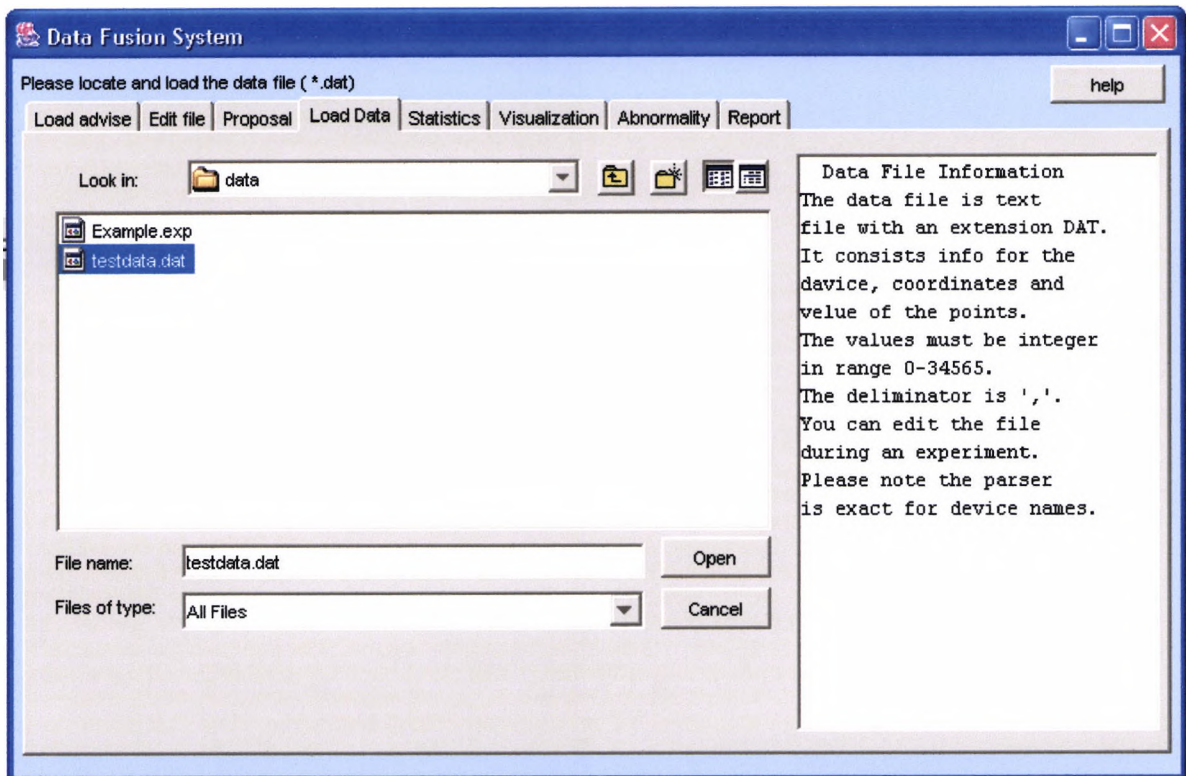 Data Fusion System
Please locate and load the data file ( *.dat)
help
Load advise Edit file Proposal Load Data Statistics Visualization Abnormality Report
Look in: data
Example.exp
testdata.dat
File name: testdata.dat Open
Files of type: All Files Cancel
Data File Information
The data file is text
file with an extension DAT.
It consists info for the
davice, coordinates and
velue of the points.
The values must be integer
in range 0-34565.
The deliminator is ','.
You can edit the file
during an experiment.
Please note the parser
is exact for device names.